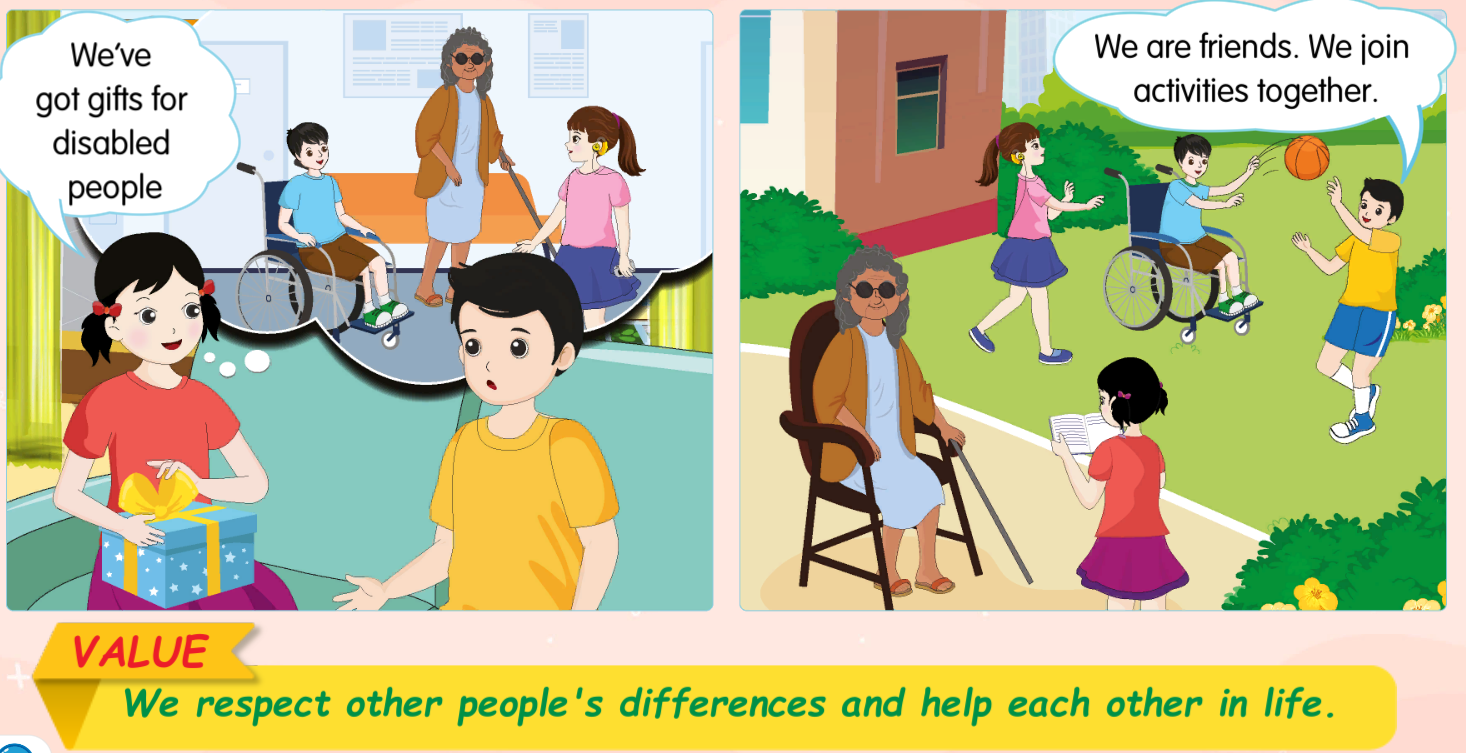 We've
got gifts for
disabled
people
We are friends. We join
activities together.
VALUE
We respect other people's differences and help each other in life.